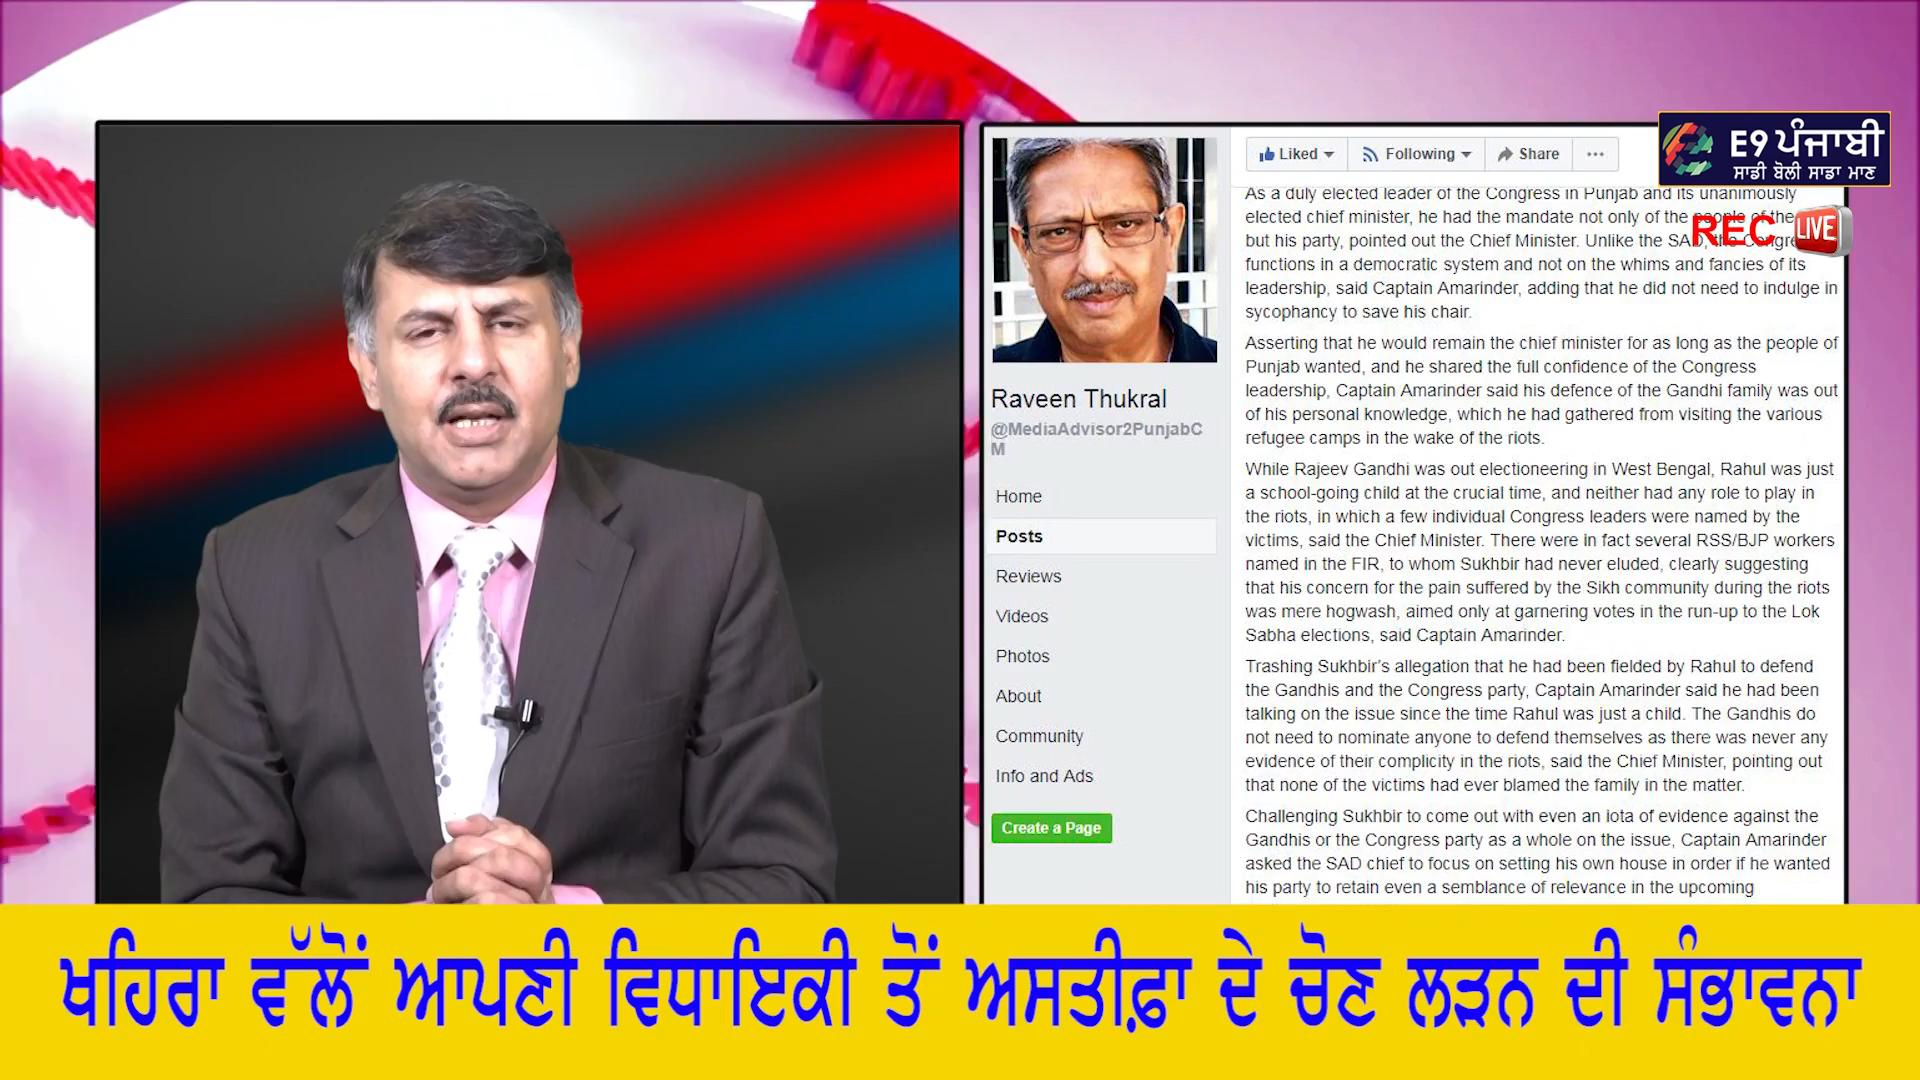 E9 ਪੰਜਾਬੀ
ਸਾਡੀ ਬੋਲੀ ਸਾਡਾ ਮਾਣ
REC LIVE
Raveen Thukral
@MediaAdvisor2PunjabC
M
Home
Posts
Reviews
Videos
Photos
About
Community
Info and Ads
Create a Page
Liked
Following
Share
As a duly elected leader of the Congress in Punjab and its unanimously
elected chief minister, he had the mandate not only of the people of the
but his party, pointed out the Chief Minister. Unlike the SAD, the
functions in a democratic system and not on the whims and fancies of its
leadership, said Captain Amarinder, adding that he did not need to indulge in
sycophancy to save his chair.
Asserting that he would remain the chief minister for as long as the people of
Punjab wanted, and he shared the full confidence of the Congress
leadership, Captain Amarinder said his defence of the Gandhi family was out
of his personal knowledge, which he had gathered from visiting the various
refugee camps in the wake of the riots.
While Rajeev Gandhi was out electioneering in West Bengal, Rahul was just
a school-going child at the crucial time, and neither had any role to play in
the riots, in which a few individual Congress leaders were named by the
victims, said the Chief Minister. There were in fact several RSS/BJP workers
named in the FIR, to whom Sukhbir had never eluded, clearly suggesting
that his concern for the pain suffered by the Sikh community during the riots
was mere hogwash, aimed only at garnering votes in the run-up to the Lok
Sabha elections, said Captain Amarinder.
Trashing Sukhbir's allegation that he had been fielded by Rahul to defend
the Gandhis and the Congress party, Captain Amarinder said he had been
talking on the issue since the time Rahul was just a child. The Gandhis do
not need to nominate anyone to defend themselves as there was never any
evidence of their complicity in the riots, said the Chief Minister, pointing out
that none of the victims had ever blamed the family in the matter.
Challenging Sukhbir to come out with even an iota of evidence against the
Gandhis or the Congress party as a whole on the issue, Captain Amarinder
asked the SAD chief to focus on setting his own house in order if he wanted
his party to retain even a semblance of relevance in the upcoming
ਖਹਿਰਾ ਵੱਲੋਂ ਆਪਣੀ ਵਿਧਾਇਕੀ ਤੋਂ ਅਸਤੀਫ਼ਾ ਦੇ ਚੋਣ ਲੜਨ ਦੀ ਸੰਭਾਵਨਾ